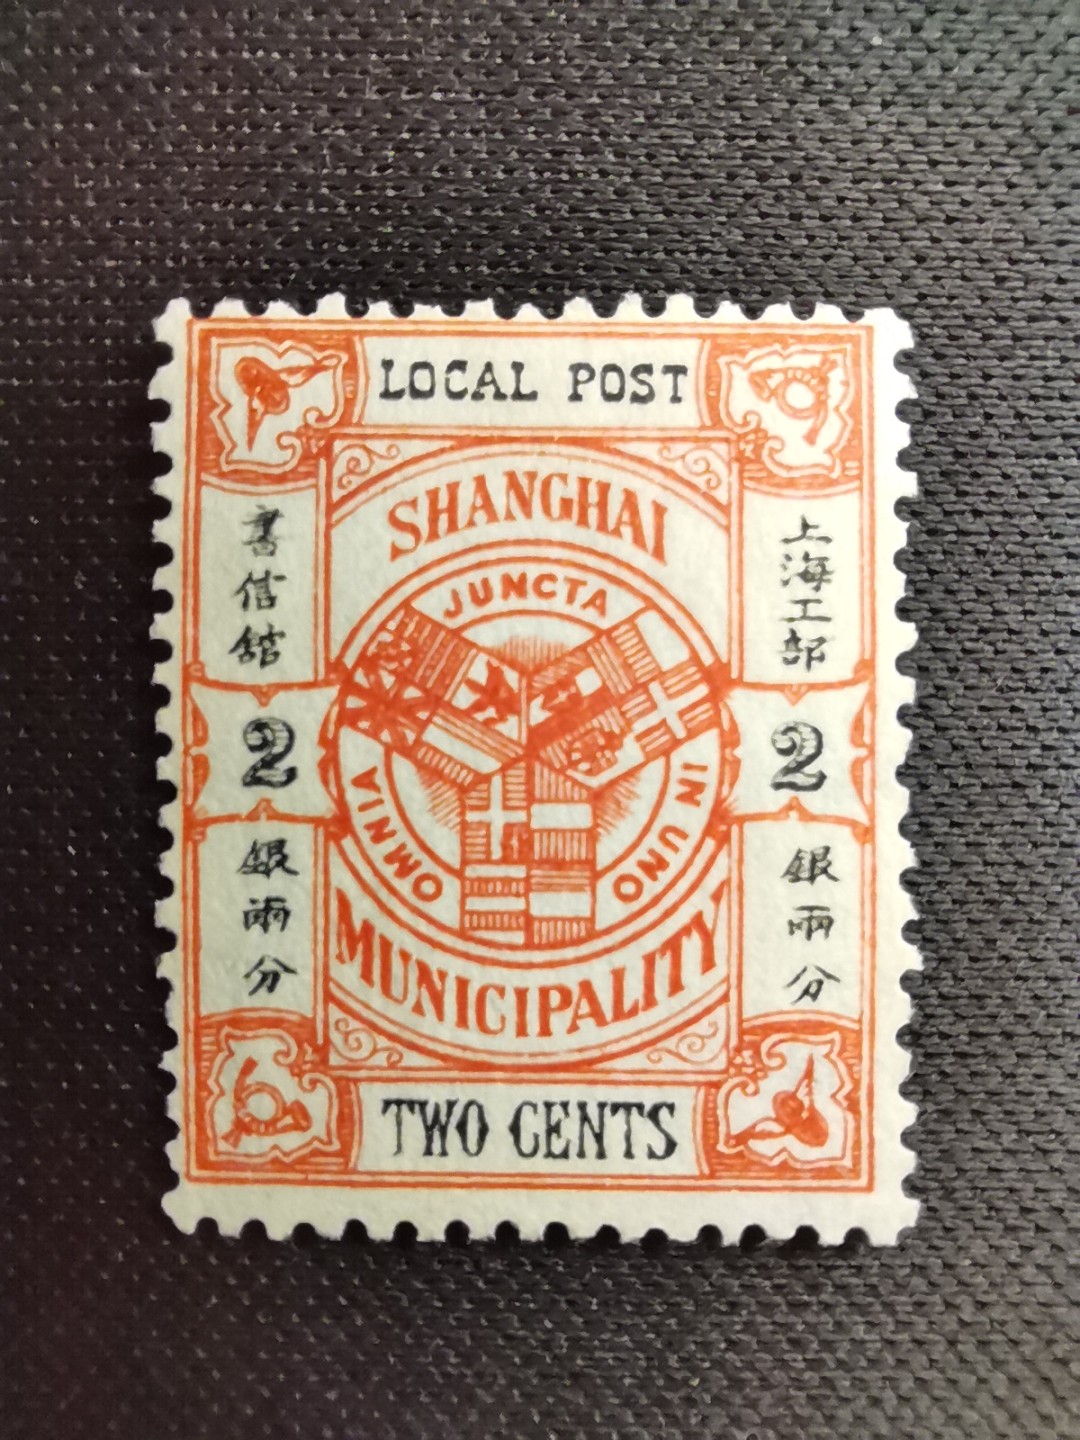 LOCAL POST
SHANGHAI
JUNCTA
IN UNO
OMNIA
MUNICIPALITY
上海工部
書信館
2
2
銀兩分
銀兩分
TWO CENTS